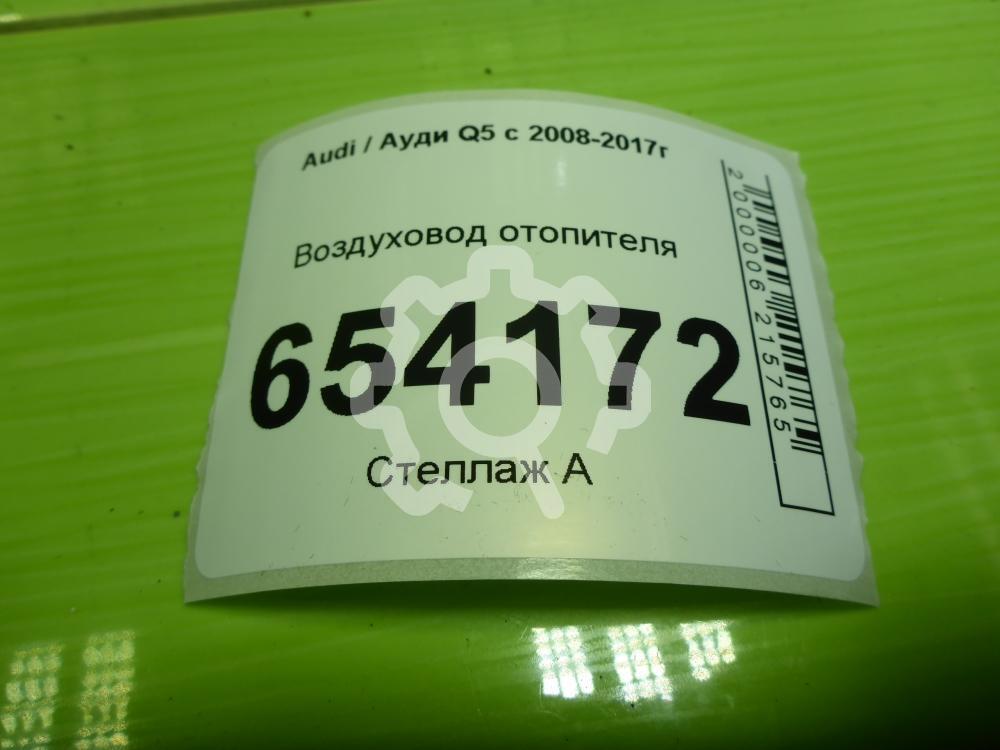 Audi / Ауди Q5 с 2008-2017г
Воздуховод отопителя
654172
Стеллаж А
2000006215765